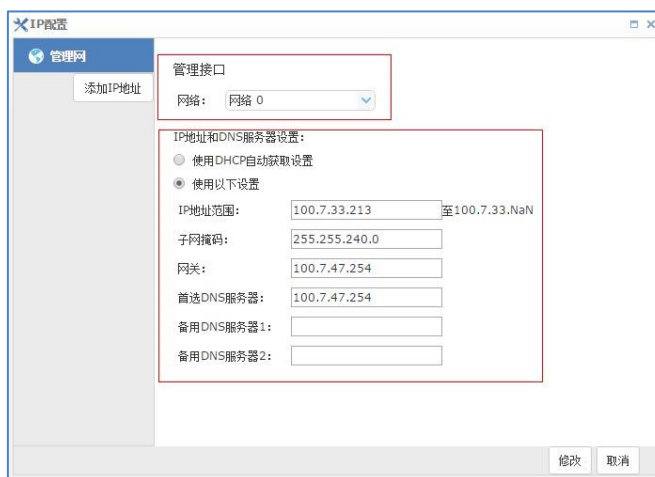 IP配置
管理网
添加IP地址
管理接口
网络: 网络 0
IP地址和DNS服务器设置:
使用DHCP自动获取设置
使用以下设置
IP地址范围: 100.7.33.213 至100.7.33.NaN
子网掩码: 255.255.240.0
网关: 100.7.47.254
首选DNS服务器: 100.7.47.254
备用DNS服务器1:
备用DNS服务器2:
修改 取消